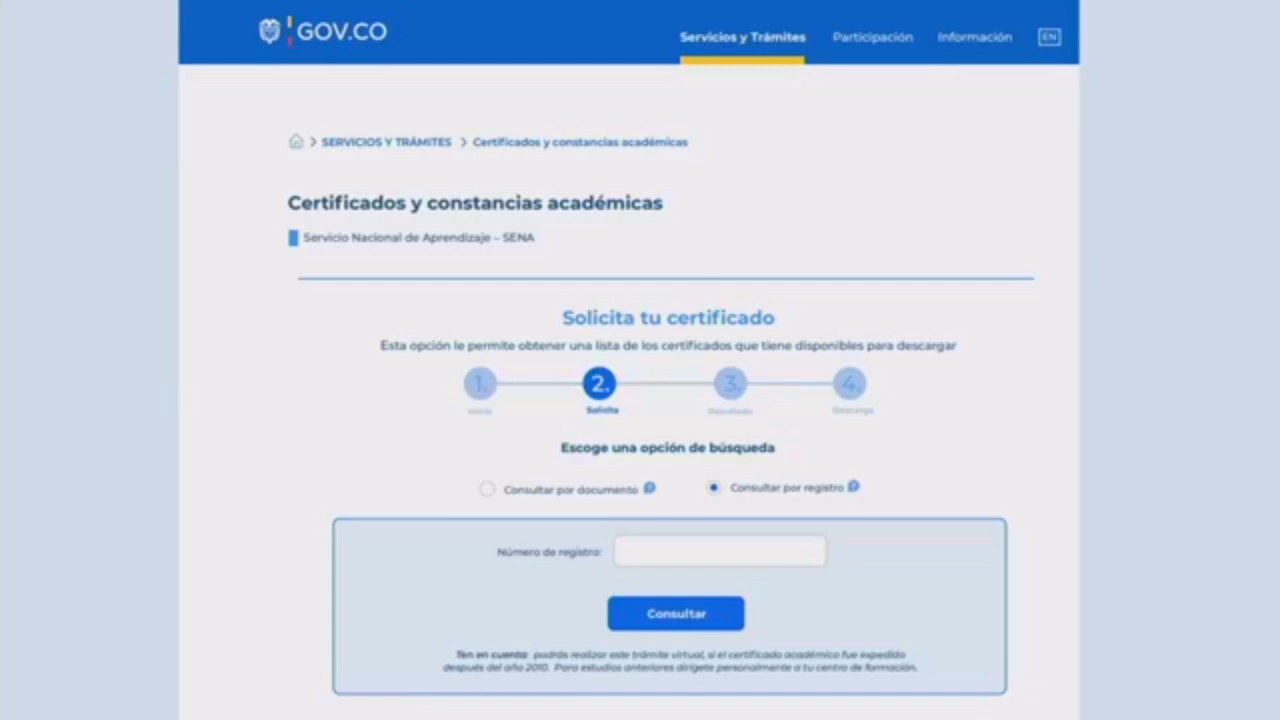 GOV.CO
Servicios y Trámites
Participación
Información
EN
SERVICIOS Y TRÁMITES > Certificados y constancias académicas
Certificados y constancias académicas
Servicio Nacional de Aprendizaje – SENA
Solicita tu certificado
Esta opción le permite obtener una lista de los certificados que tiene disponibles para descargar
1.
2.
3.
4.
Inicio
Solicita
Resultado
Descarga
Escoge una opción de búsqueda
Consultar por documento ?
Consultar por registro ?
Número de registro:
Consultar
Ten en cuenta: podrás realizar este trámite virtual, si el certificado académico fue expedido
después del año 2010. Para estudios anteriores dirígete personalmente a tu centro de formación.